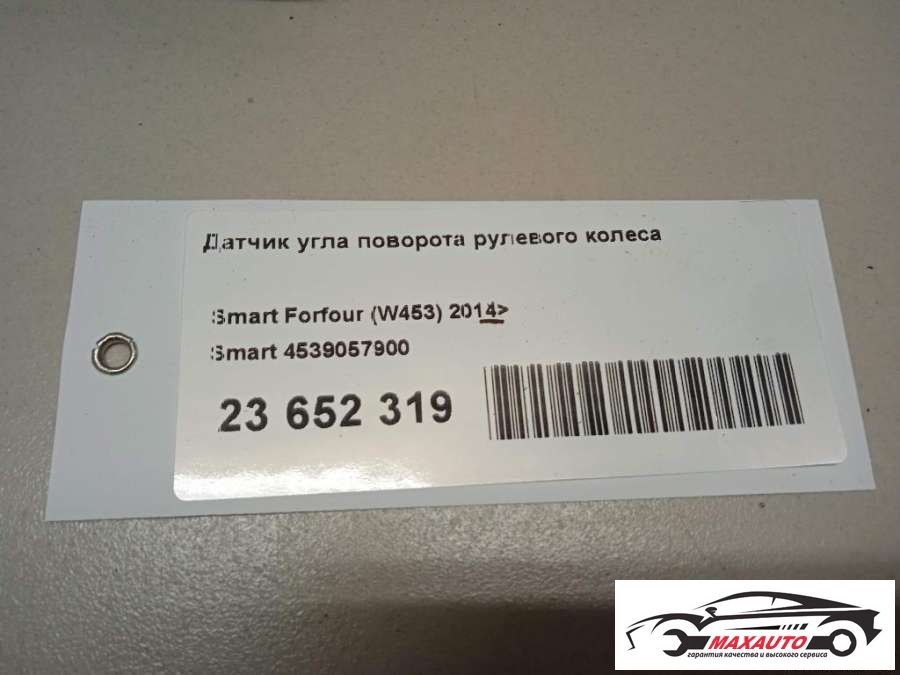 Датчик угла поворота рулевого колеса
Smart Forfour (W453) 2014>
Smart 4539057900
23 652 319
MAXAUTO
гарантия качества и высокого сервиса